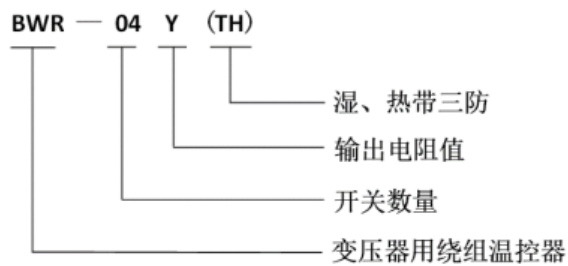 BWR — 04 Y (TH)
湿、热带三防
输出电阻值
开关数量
变压器用绕组温控器